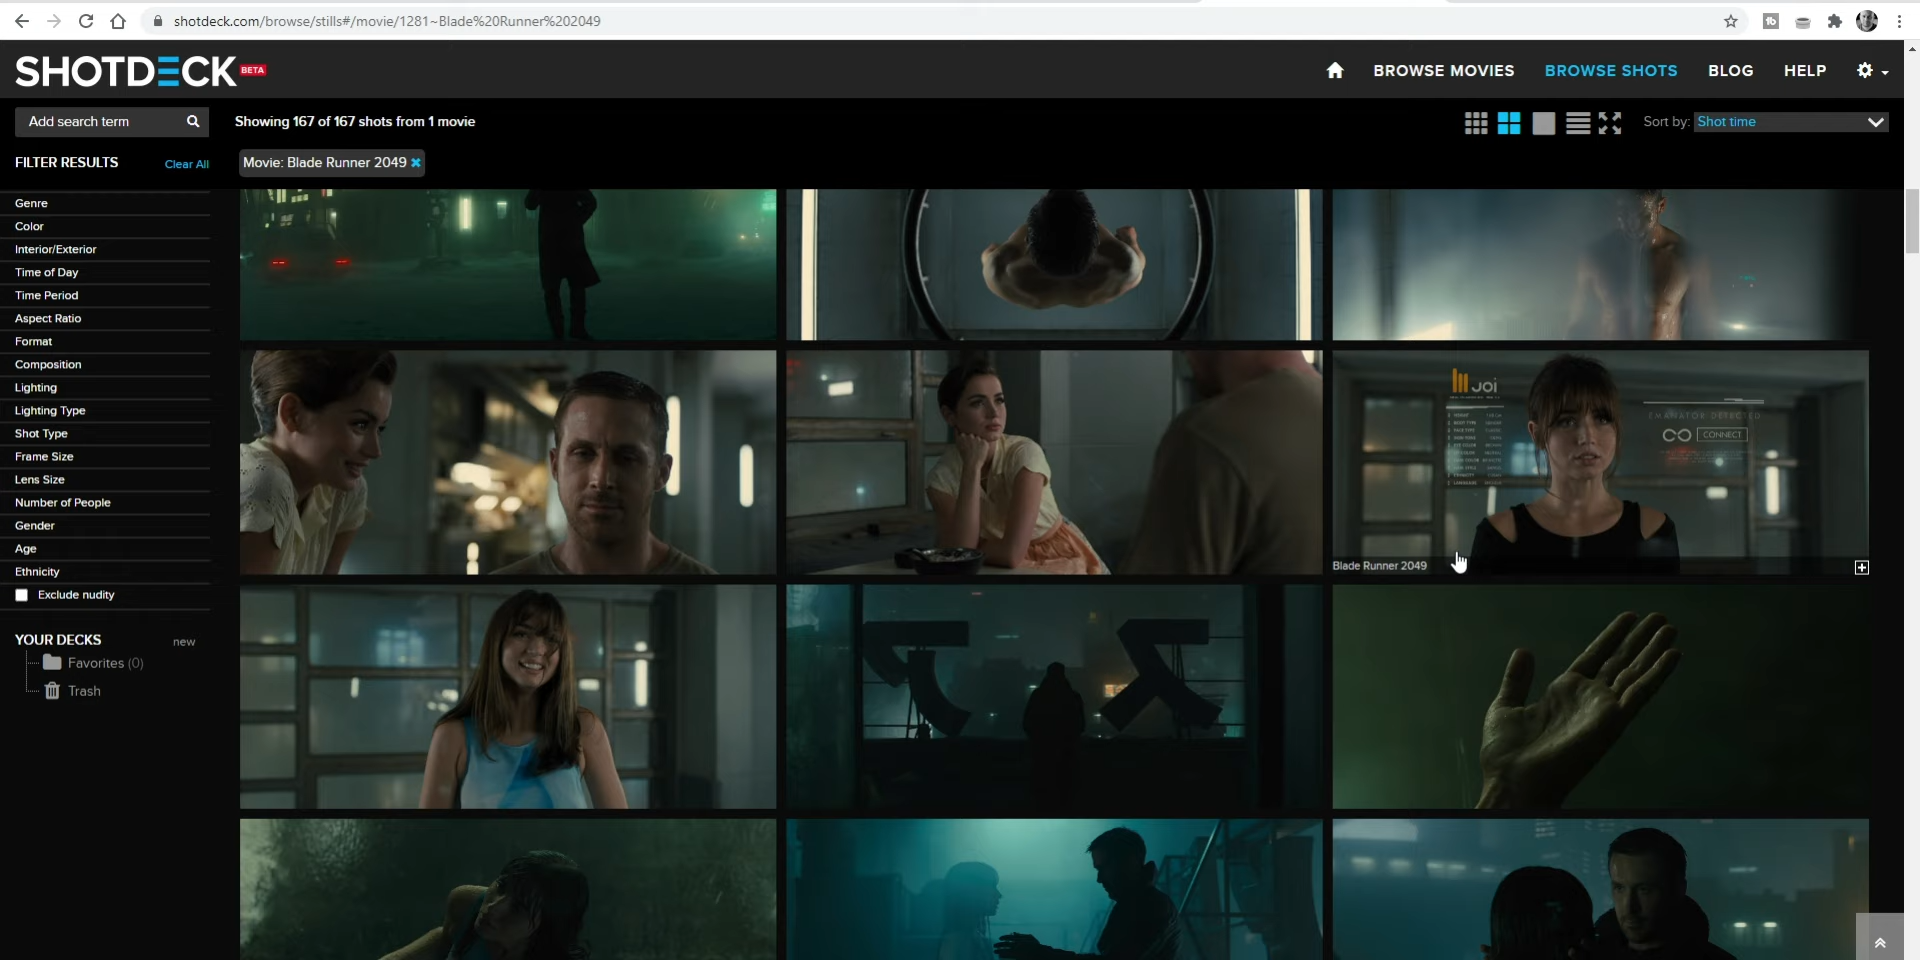 shotdeck.com/browse/stills#/movie/1281~Blade%20Runner%202049
SHOTDECK BETA
BROWSE MOVIES
BROWSE SHOTS
BLOG
HELP
Add search term
Showing 167 of 167 shots from 1 movie
Sort by: Shot time
FILTER RESULTS
Clear All
Movie: Blade Runner 2049
Genre
Color
Interior/Exterior
Time of Day
Time Period
Aspect Ratio
Format
Composition
Lighting
Lighting Type
Shot Type
Frame Size
Lens Size
Number of People
Gender
Age
Ethnicity
Exclude nudity
YOUR DECKS
new
Favorites (0)
Trash
JOI
EMANATOR DETECTED
CONNECT
Blade Runner 2049